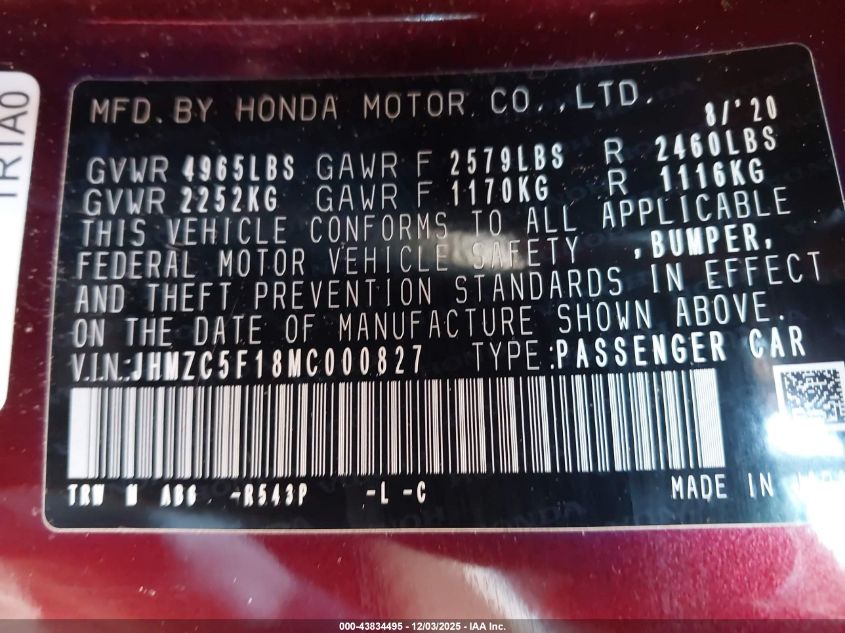 TRTA0
MFD. BY HONDA MOTOR CO.,LTD. 8/'20
GVWR 4965LBS GAWR F 2579LBS R 2460LBS
GVWR 2252KG GAWR F 1170KG R 1116KG
THIS VEHICLE CONFORMS TO ALL APPLICABLE
FEDERAL MOTOR VEHICLE SAFETY ,BUMPER,
AND THEFT PREVENTION STANDARDS IN EFFECT
ON THE DATE OF MANUFACTURE SHOWN ABOVE.
V.I.N.:JHMZC5F18MC000827 TYPE:PASSENGER CAR
-R543P -L -C
MADE IN
000-43834495 - 12/03/2025 - IAA Inc.